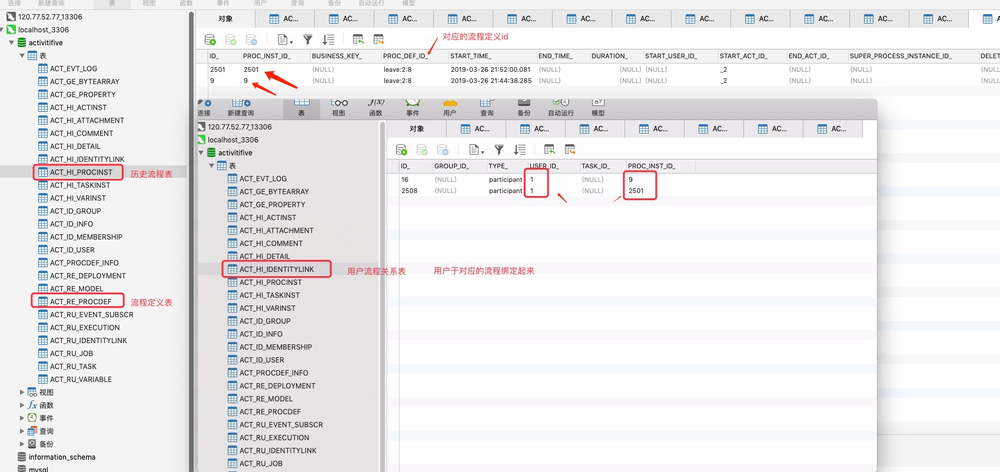 连接 新建查询 表 视图 函数 事件 用户 查询 备份 自动运行 模型
120.77.52.77_13306
localhost_3306
activitifive
表
ACT_EVT_LOG
ACT_GE_BYTEARRAY
ACT_GE_PROPERTY
ACT_HI_ACTINST
ACT_HI_ATTACHMENT
ACT_HI_COMMENT
ACT_HI_DETAIL
ACT_HI_IDENTITYLINK
ACT_HI_PROCINST 历史流程表
ACT_HI_TASKINST
ACT_HI_VARINST
ACT_ID_GROUP
ACT_ID_INFO
ACT_ID_MEMBERSHIP
ACT_ID_USER
ACT_PROCDEF_INFO
ACT_RE_DEPLOYMENT
ACT_RE_MODEL
ACT_RE_PROCDEF 流程定义表
ACT_RU_EVENT_SUBSCR
ACT_RU_EXECUTION
ACT_RU_IDENTITYLINK
ACT_RU_JOB
ACT_RU_TASK
ACT_RU_VARIABLE
视图
函数
事件
查询
备份
information_schema
mysql
对象 AC... AC... AC... AC... AC... AC... AC... AC... AC... AC... AC... AC...
对应的流程定义id
ID_ PROC_INST_ID_ BUSINESS_KEY_ PROC_DEF_ID_ START_TIME_ END_TIME_ DURATION_ START_USER_ID_ START_ACT_ID_ END_ACT_ID_ SUPER_PROCESS_INSTANCE_ID_ DELET
2501 2501 (NULL) leave:2:8 2019-03-26 21:52:00.081 (NULL) (NULL) (NULL) _2 (NULL) (NULL) (NULL
9 9 (NULL) leave:2:8 2019-03-26 21:44:38.285 (NULL) (NULL) (NULL) _2 (NULL) (NULL) (NULL
连接 新建查询 表 视图 函数 事件 用户 查询 备份 自动运行 模型
120.77.52.77_13306
localhost_3306
activitifive
表
ACT_EVT_LOG
ACT_GE_BYTEARRAY
ACT_GE_PROPERTY
ACT_HI_ACTINST
ACT_HI_ATTACHMENT
ACT_HI_COMMENT
ACT_HI_DETAIL
ACT_HI_IDENTITYLINK 用户流程关系表 用户于对应的流程绑定起来
ACT_HI_PROCINST
ACT_HI_TASKINST
ACT_HI_VARINST
ACT_ID_GROUP
ACT_ID_INFO
ACT_ID_MEMBERSHIP
ACT_ID_USER
ACT_PROCDEF_INFO
ACT_RE_DEPLOYMENT
ACT_RE_MODEL
ACT_RE_PROCDEF
ACT_RU_EVENT_SUBSCR
ACT_RU_EXECUTION
ACT_RU_IDENTITYLINK
ACT_RU_JOB
对象 AC... AC... AC... AC... AC... AC... AC...
ID_ GROUP_ID_ TYPE_ USER_ID_ TASK_ID_ PROC_INST_ID_
16 (NULL) participant 1 (NULL) 9
2508 (NULL) participant 1 (NULL) 2501